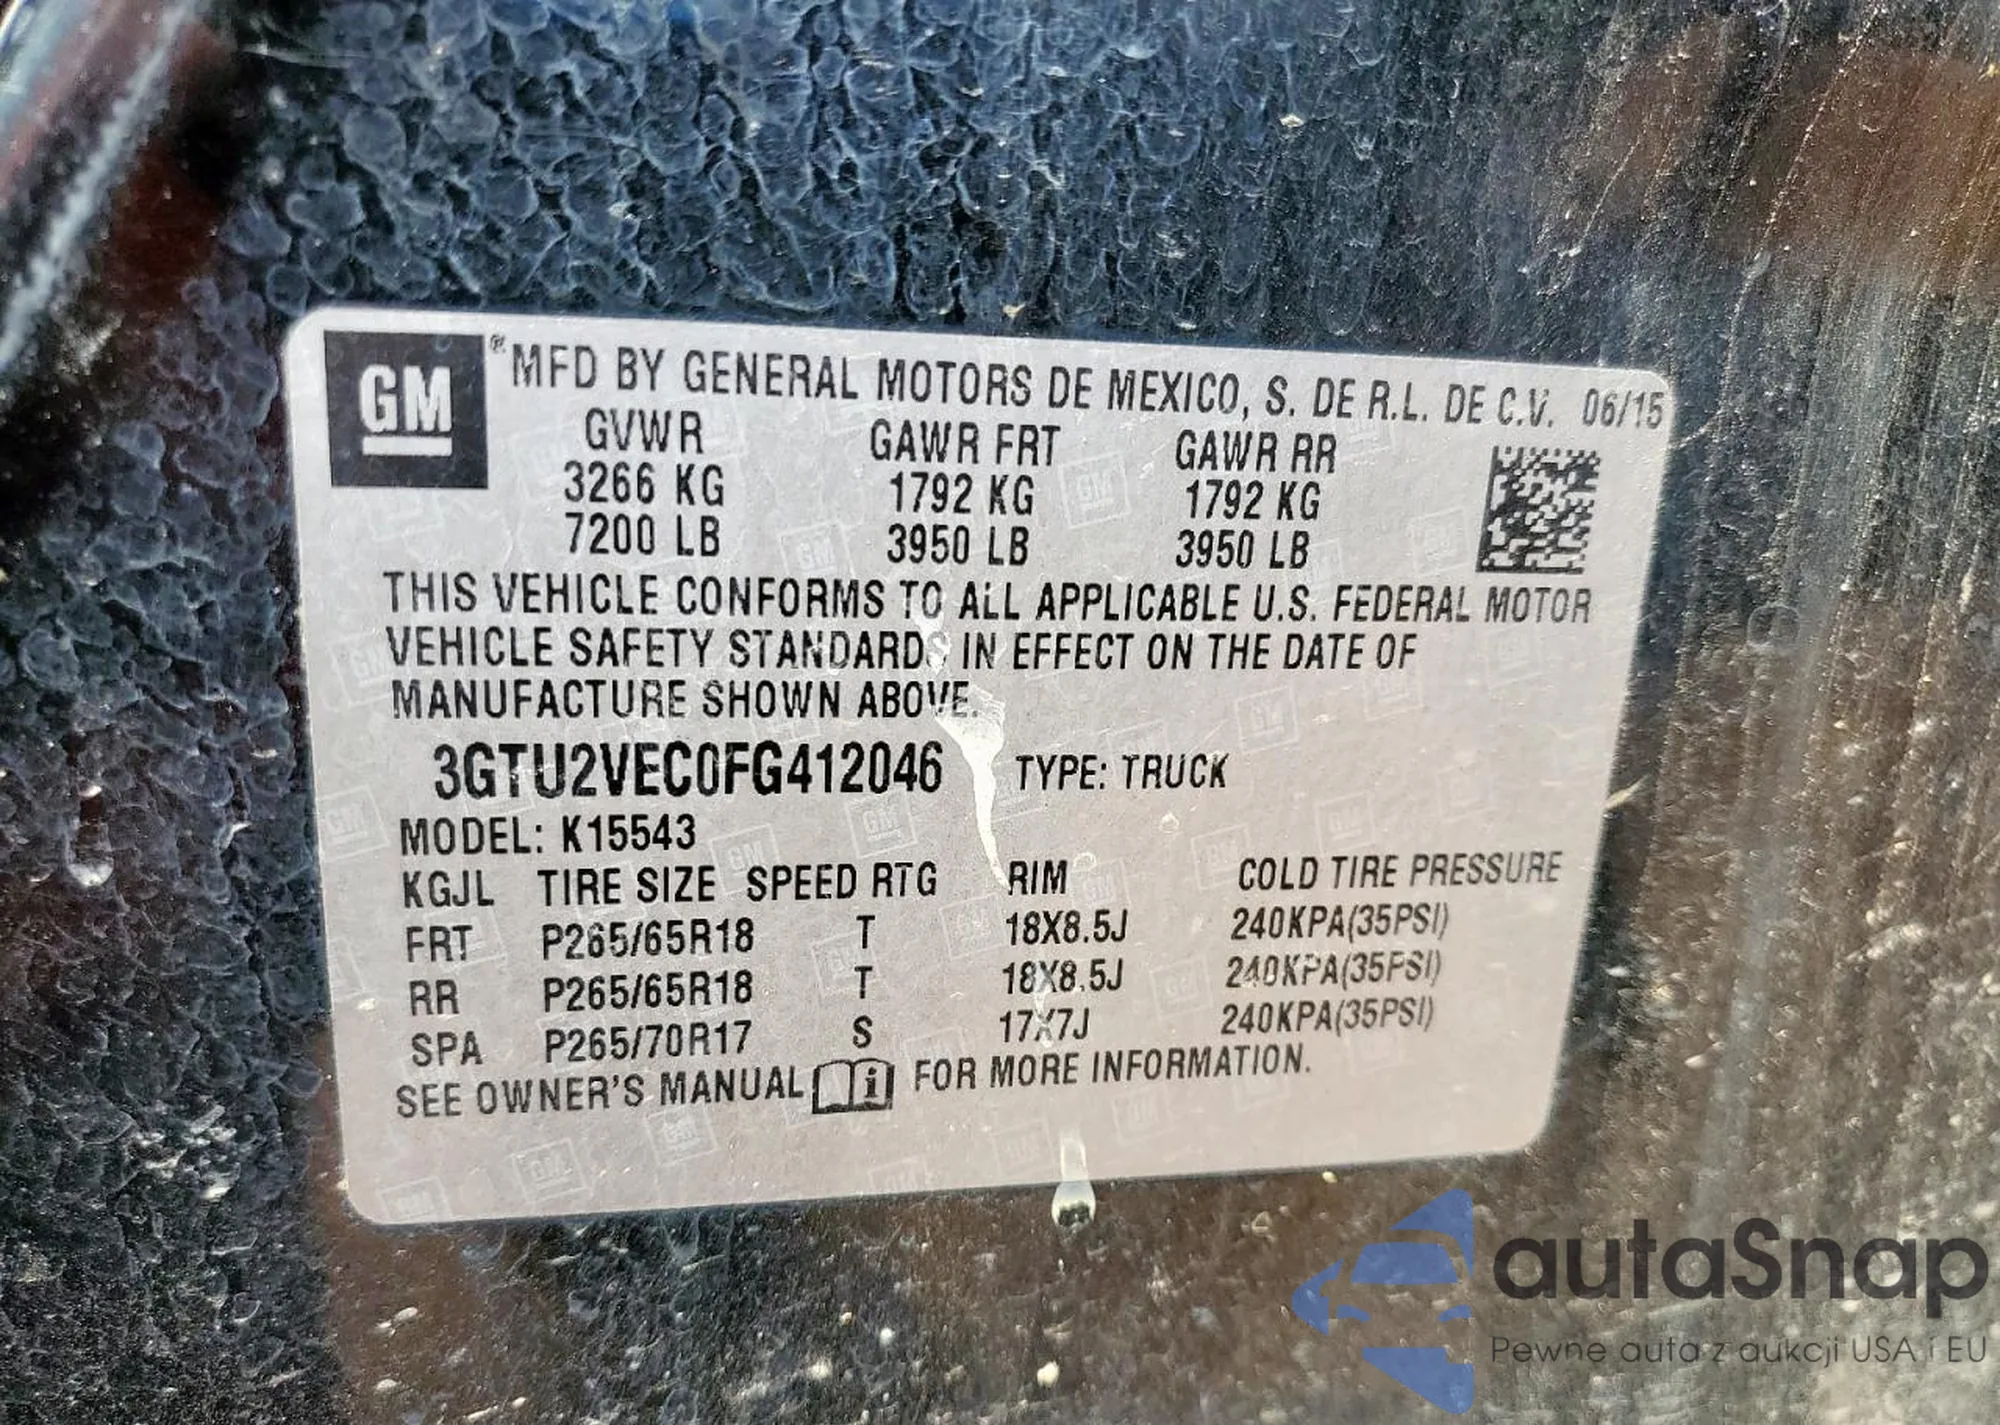 GM ® MFD BY GENERAL MOTORS DE MEXICO, S. DE R.L. DE C.V. 06/15
GVWR GAWR FRT GAWR RR
3266 KG 1792 KG 1792 KG
7200 LB 3950 LB 3950 LB
THIS VEHICLE CONFORMS TO ALL APPLICABLE U.S. FEDERAL MOTOR
VEHICLE SAFETY STANDARDS IN EFFECT ON THE DATE OF
MANUFACTURE SHOWN ABOVE.
3GTU2VEC0FG412046 TYPE: TRUCK
MODEL: K15543
KGJL TIRE SIZE SPEED RTG RIM COLD TIRE PRESSURE
FRT P265/65R18 T 18X8.5J 240KPA(35PSI)
RR P265/65R18 T 18X8.5J 240KPA(35PSI)
SPA P265/70R17 S 17X7J 240KPA(35PSI)
SEE OWNER'S MANUAL i FOR MORE INFORMATION.
autaSnap
Pewne auta z aukcji USA i EU